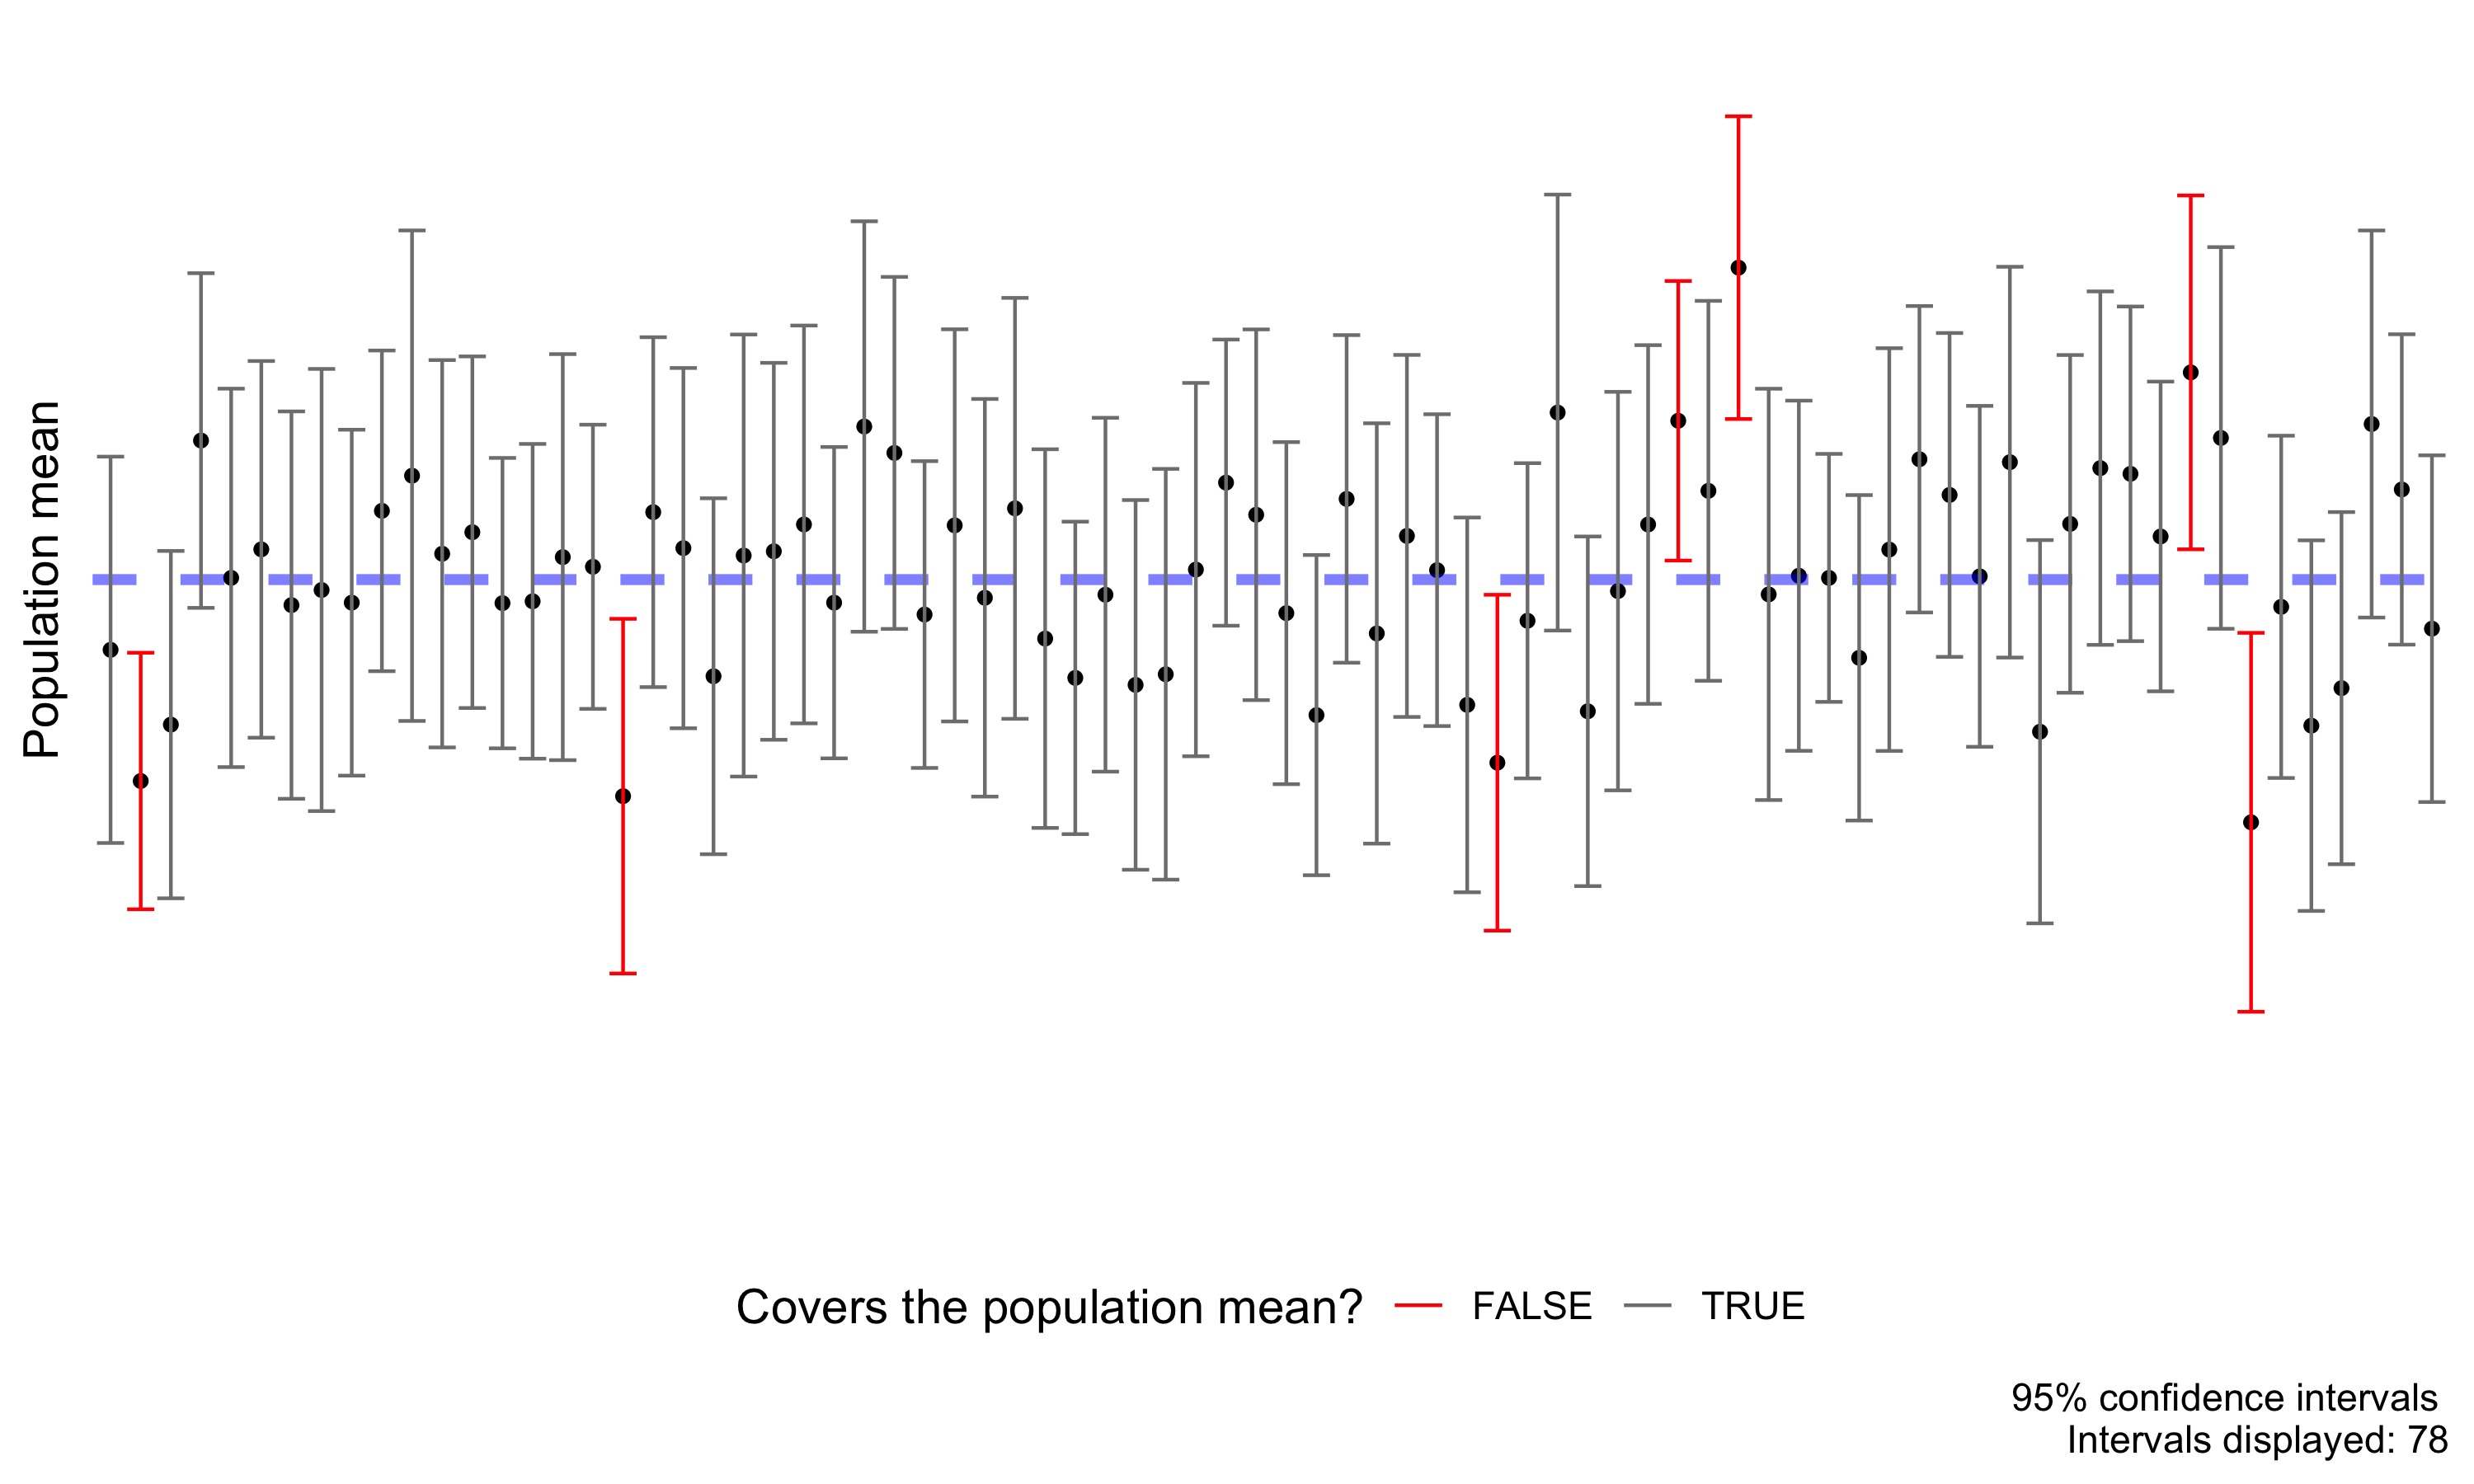 Population mean
Covers the population mean? FALSE TRUE
95% confidence intervals
Intervals displayed: 78